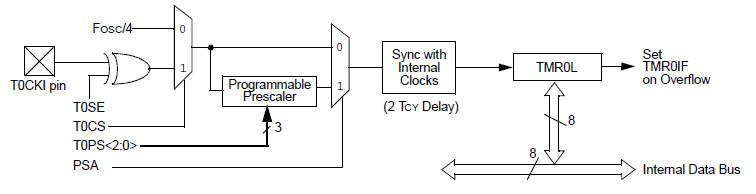 Fosc/4
0
1
T0CKI pin
T0SE
T0CS
T0PS<2:0>
PSA
Programmable
Prescaler
3
0
1
Sync with
Internal
Clocks
(2 TCY Delay)
TMR0L
Set
TMR0IF
on Overflow
8
8
Internal Data Bus